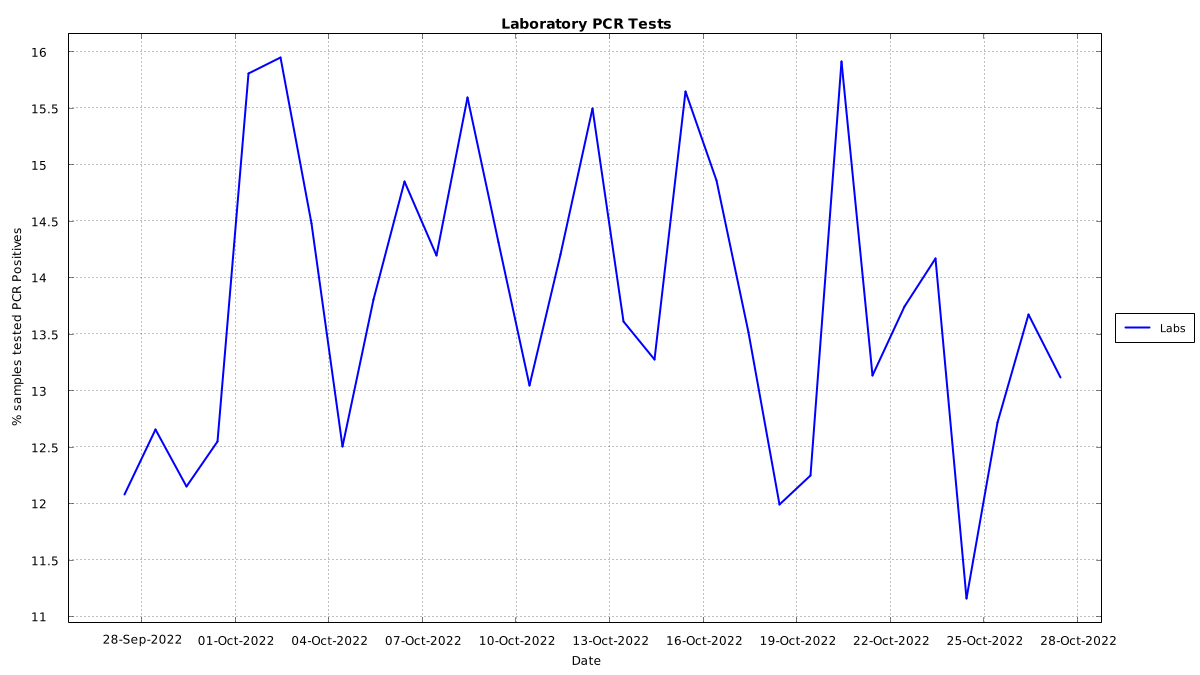 Laboratory PCR Tests
% samples tested PCR Positives
16
15.5
15
14.5
14
13.5
13
12.5
12
11.5
11
28-Sep-2022 01-Oct-2022 04-Oct-2022 07-Oct-2022 10-Oct-2022 13-Oct-2022 16-Oct-2022 19-Oct-2022 22-Oct-2022 25-Oct-2022 28-Oct-2022
Date
Labs